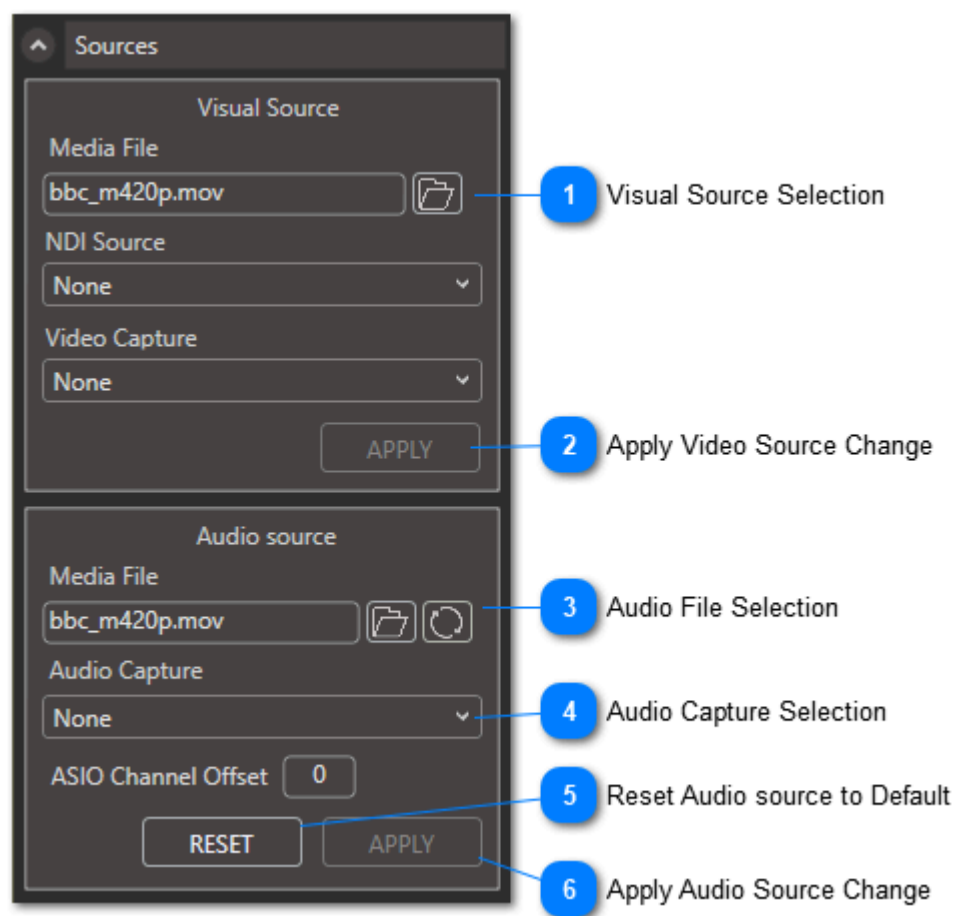 Sources
Visual Source
Media File
bbc_m420p.mov
1 Visual Source Selection
NDI Source
None
Video Capture
None
APPLY
2 Apply Video Source Change
Audio source
Media File
bbc_m420p.mov
3 Audio File Selection
Audio Capture
None
4 Audio Capture Selection
ASIO Channel Offset 0
5 Reset Audio source to Default
RESET APPLY
6 Apply Audio Source Change